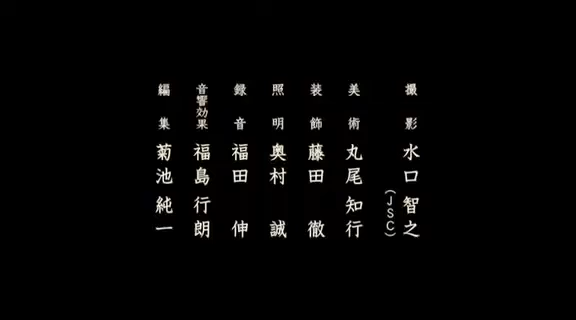 撮影 水口智之
(JSC)
美術 丸尾知行
装飾 藤田徹
照明 奥村誠
録音 福田伸
音響効果 福島行朗
編集 菊池純一